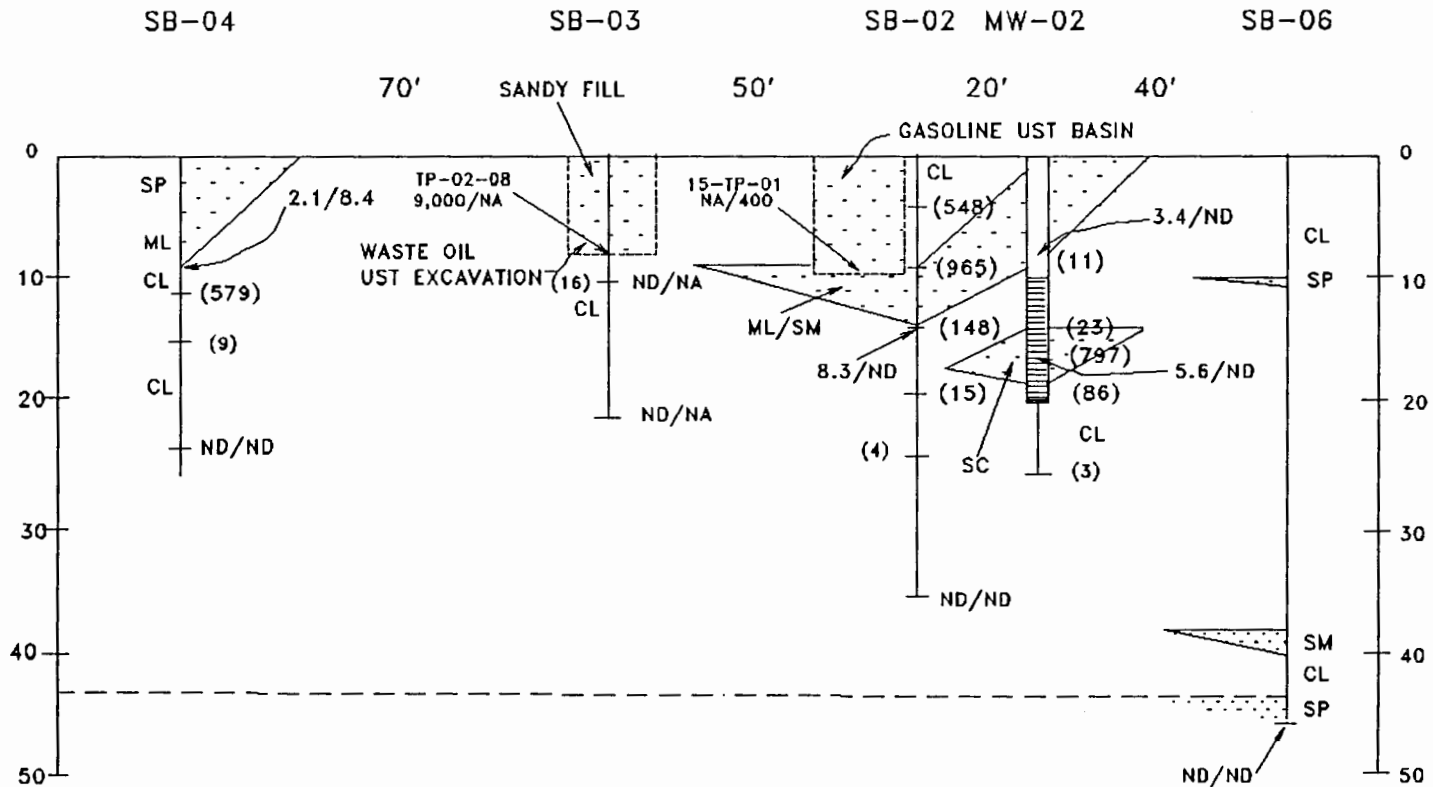 SB-04 SB-03 SB-02 MW-02 SB-06
70' 50' 20' 40'
SANDY FILL
GASOLINE UST BASIN
0 0
SP
TP-02-08
9,000/NA
15-TP-01
NA/400
CL
2.1/8.4
(548)
3.4/ND
ML
WASTE OIL
UST EXCAVATION
CL
(965)
(11)
10
CL
(16)
ND/NA
10
SP
(579)
CL
ML/SM
(148)
(23)
(9)
(797)
8.3/ND
5.6/ND
CL
(15)
(86)
20
ND/NA
20
CL
ND/ND
(4)
SC
(3)
30 30
ND/ND
SM
40 40
CL
SP
50 50
ND/ND